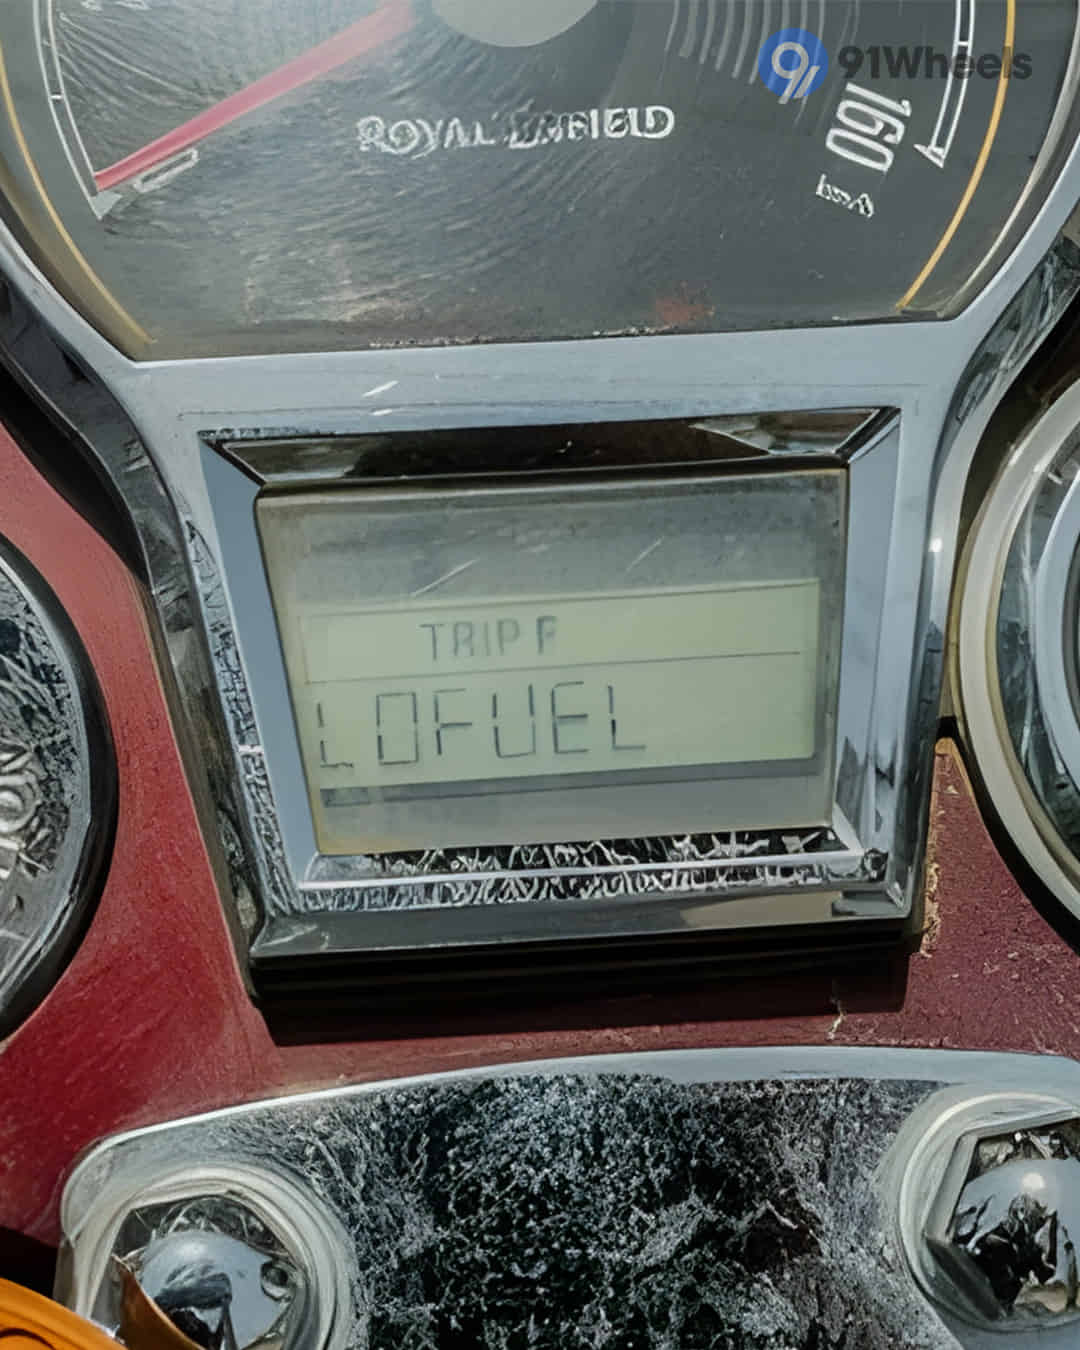 91Wheels
ROYAL ENFIELD
160
TRIP F
LOFUEL